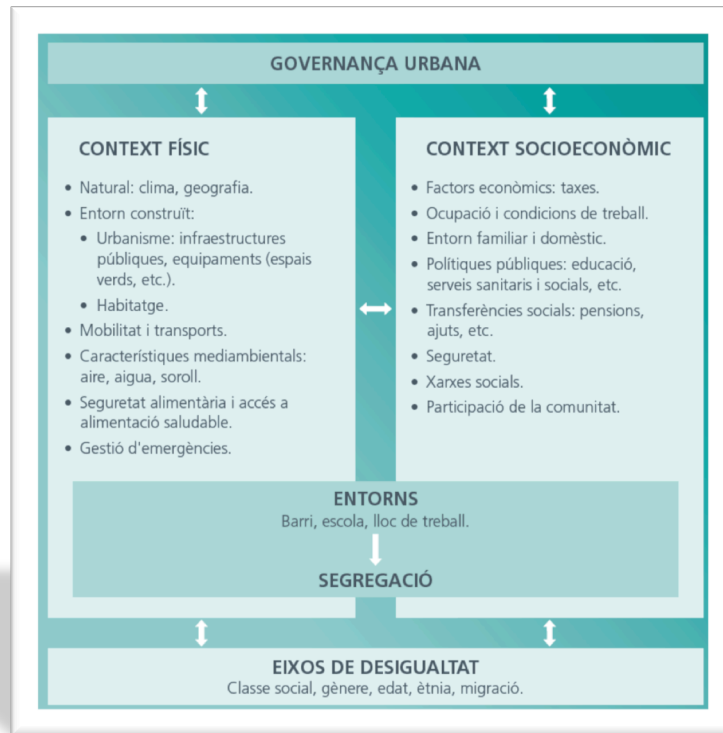 GOVERNANÇA URBANA
CONTEXT FÍSIC
• Natural: clima, geografia.
• Entorn construït:
• Urbanisme: infraestructures
públiques, equipaments (espais
verds, etc.).
• Habitatge.
• Mobilitat i transports.
• Característiques mediambientals:
aire, aigua, soroll.
• Seguretat alimentària i accés a
alimentació saludable.
• Gestió d'emergències.
CONTEXT SOCIOECONÒMIC
• Factors econòmics: taxes.
• Ocupació i condicions de treball.
• Entorn familiar i domèstic.
• Polítiques públiques: educació,
serveis sanitaris i socials, etc.
• Transferències socials: pensions,
ajuts, etc.
• Seguretat.
• Xarxes socials.
• Participació de la comunitat.
ENTORNS
Barri, escola, lloc de treball.
SEGREGACIÓ
EIXOS DE DESIGUALTAT
Classe social, gènere, edat, ètnia, migració.